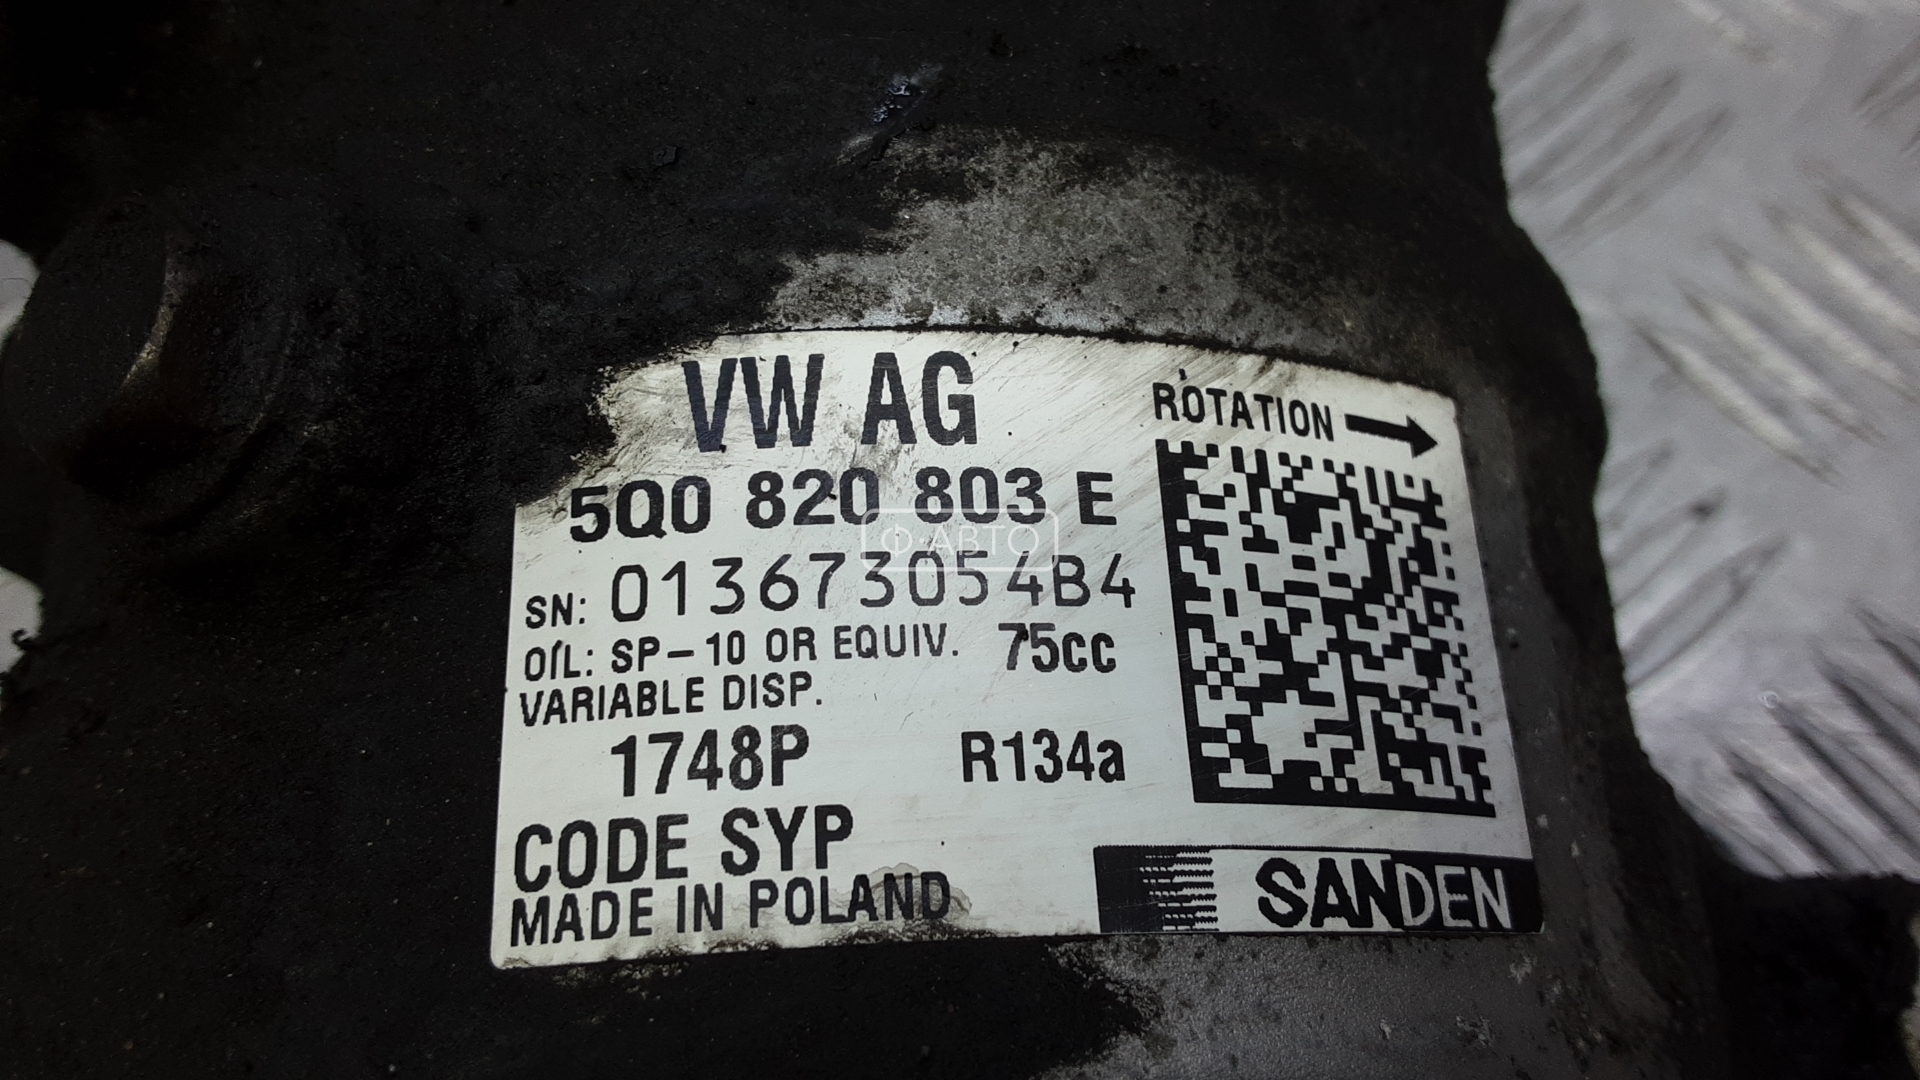 VW AG
ROTATION
5Q0 820 803 E
Ф·АВТО
SN: 013673054B4
OIL: SP-10 OR EQUIV. 75cc
VARIABLE DISP.
1748P R134a
CODE SYP
MADE IN POLAND
SANDEN